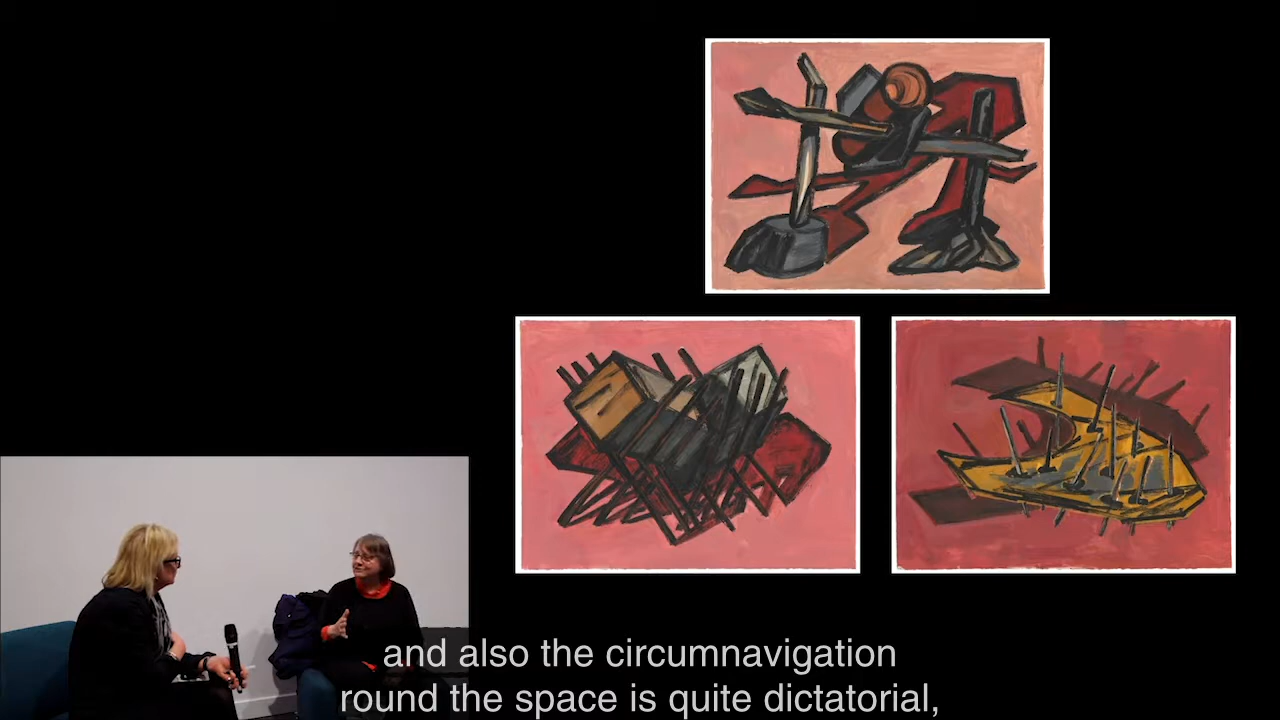 and also the circumnavigation
round the space is quite dictatorial,